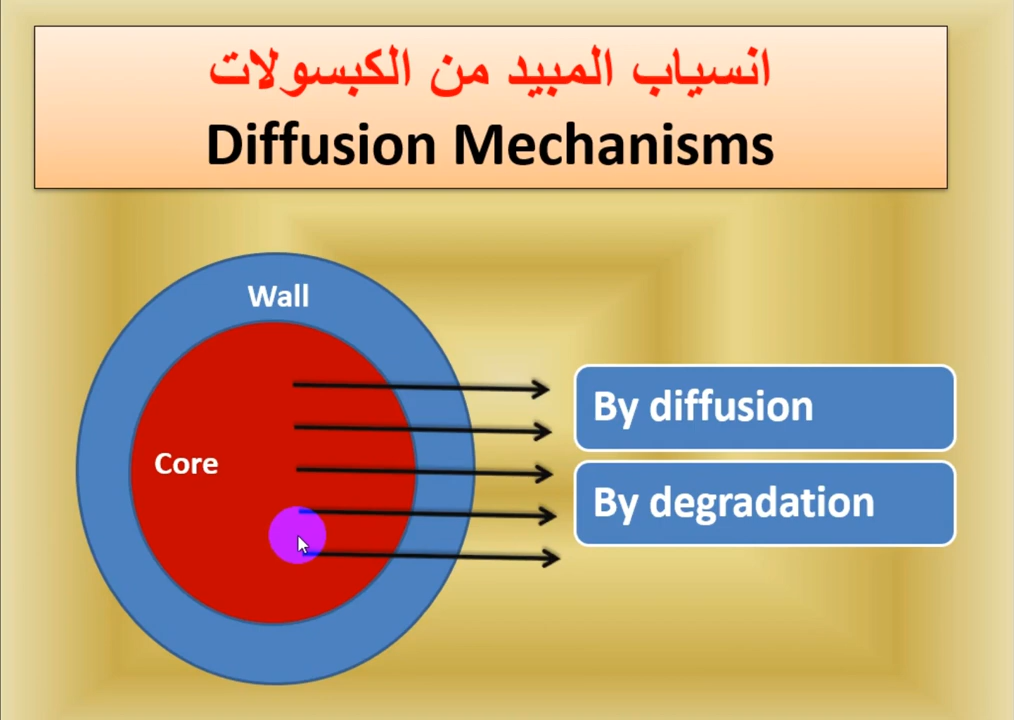 انسياب المبيد من الكبسولات
Diffusion Mechanisms
Wall
Core
By diffusion
By degradation